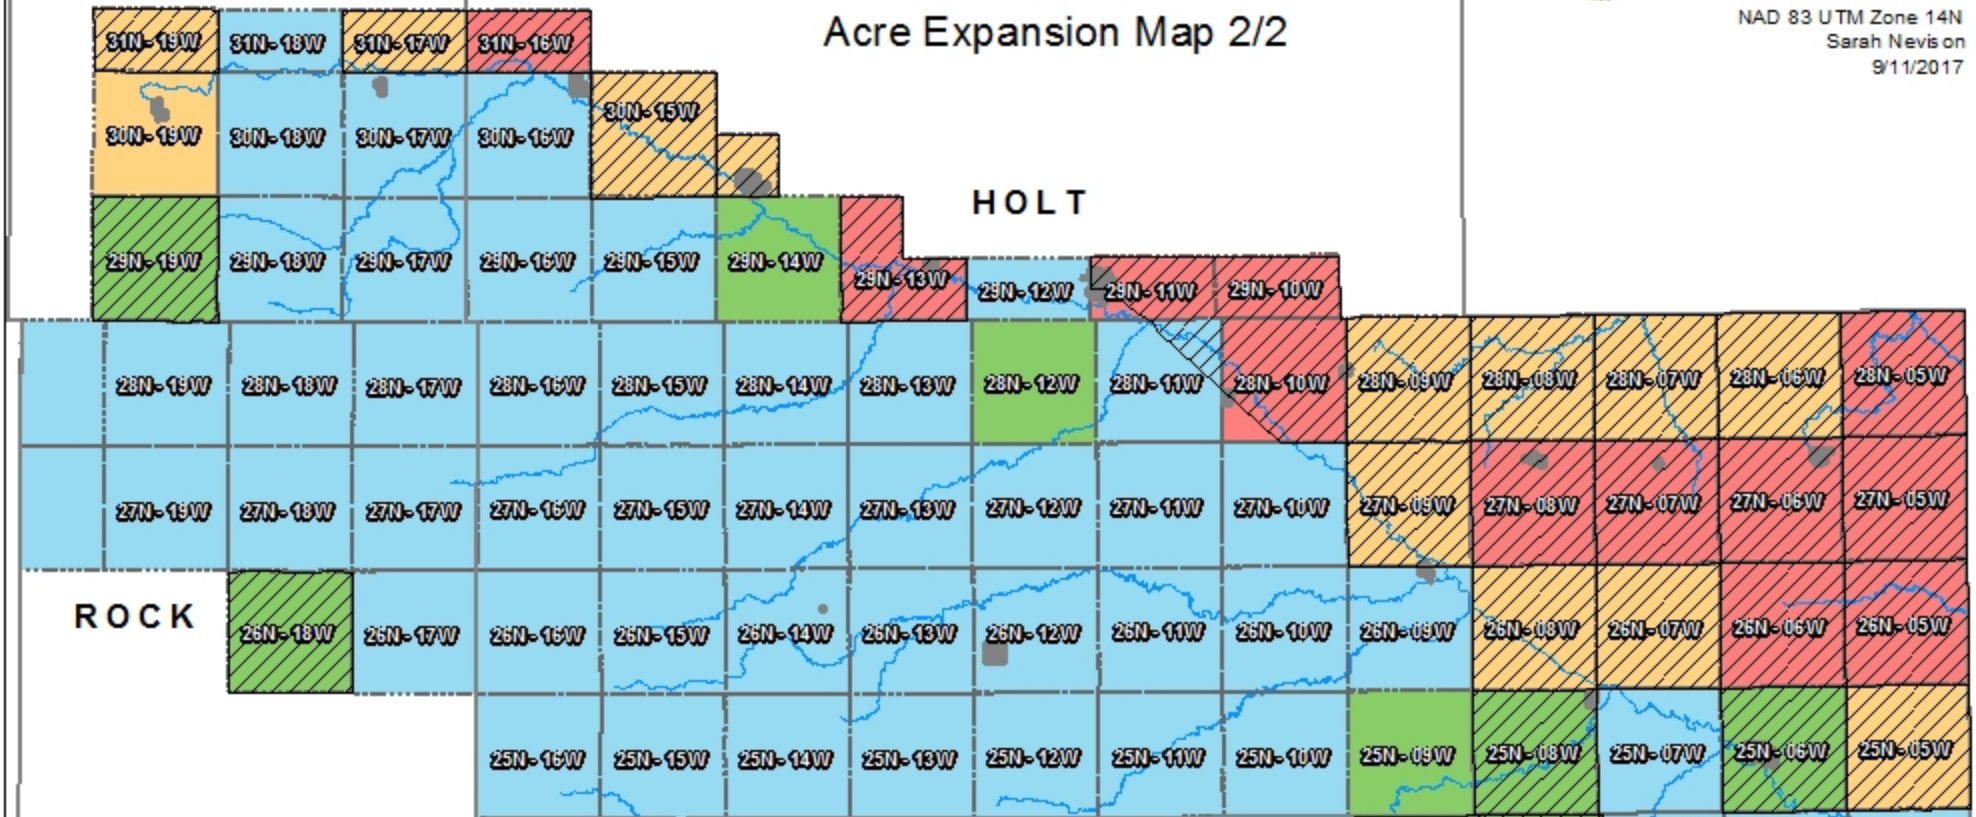 Acre Expansion Map 2/2
NAD 83 UTM Zone 14N
Sarah Nevison
9/11/2017
31N - 19W 31N - 18W 31N - 17W 31N - 16W
30N - 15W
30N - 19W 30N - 18W 30N - 17W 30N - 16W
HOLT
29N - 19W 29N - 18W 29N - 17W 29N - 16W 29N - 15W 29N - 14W 29N - 13W 29N - 12W 29N - 11W 29N - 10W
28N - 19W 28N - 18W 28N - 17W 28N - 16W 28N - 15W 28N - 14W 28N - 13W 28N - 12W 28N - 11W 28N - 10W 28N - 09W 28N - 08W 28N - 07W 28N - 06W 28N - 05W
27N - 19W 27N - 18W 27N - 17W 27N - 16W 27N - 15W 27N - 14W 27N - 13W 27N - 12W 27N - 11W 27N - 10W 27N - 09W 27N - 08W 27N - 07W 27N - 06W 27N - 05W
ROCK
26N - 18W 26N - 17W 26N - 16W 26N - 15W 26N - 14W 26N - 13W 26N - 12W 26N - 11W 26N - 10W 26N - 09W 26N - 08W 26N - 07W 26N - 06W 26N - 05W
25N - 16W 25N - 15W 25N - 14W 25N - 13W 25N - 12W 25N - 11W 25N - 10W 25N - 09W 25N - 08W 25N - 07W 25N - 06W 25N - 05W